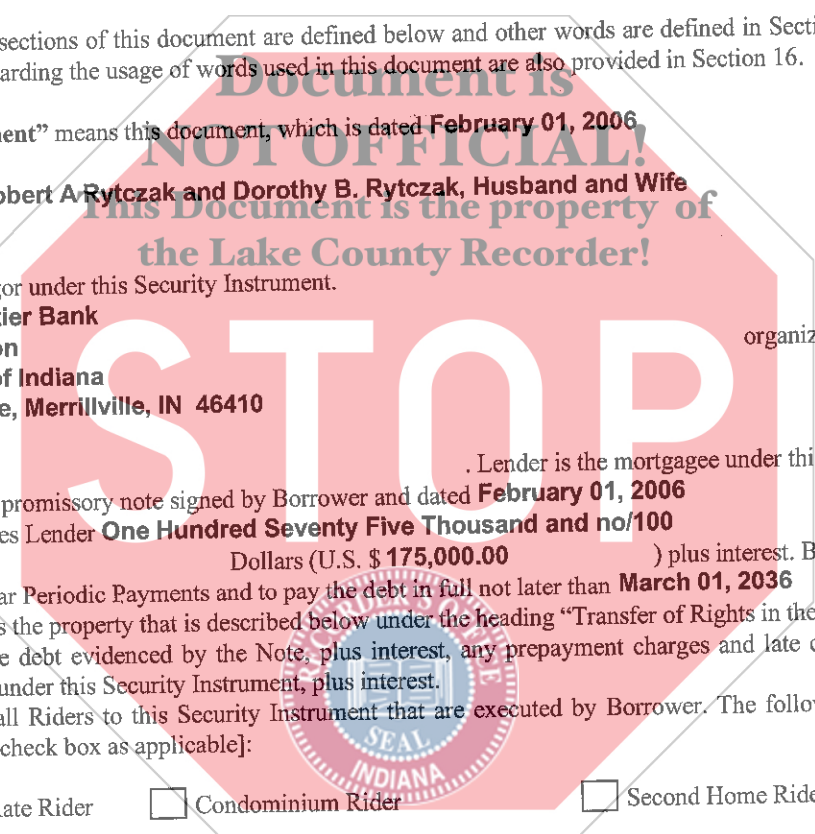 sections of this document are defined below and other words are defined in Secti
arding the usage of words used in this document are also provided in Section 16.
Document is
ent” means this document, which is dated February 01, 2006
NOT OFFICIAL!
obert A Rytczak and Dorothy B. Rytczak, Husband and Wife
This Document is the property of
the Lake County Recorder!
gor under this Security Instrument.
tier Bank
on organiz
of Indiana
e, Merrillville, IN 46410
STOP
. Lender is the mortgagee under thi
promissory note signed by Borrower and dated February 01, 2006
es Lender One Hundred Seventy Five Thousand and no/100
Dollars (U.S. $ 175,000.00 ) plus interest. B
ar Periodic Payments and to pay the debt in full not later than March 01, 2036
s the property that is described below under the heading “Transfer of Rights in the
e debt evidenced by the Note, plus interest, any prepayment charges and late c
under this Security Instrument, plus interest.
all Riders to this Security Instrument that are executed by Borrower. The follo
check box as applicable]:
RECORDER'S OFFICE
SEAL
INDIANA
ate Rider Condominium Rider Second Home Ride